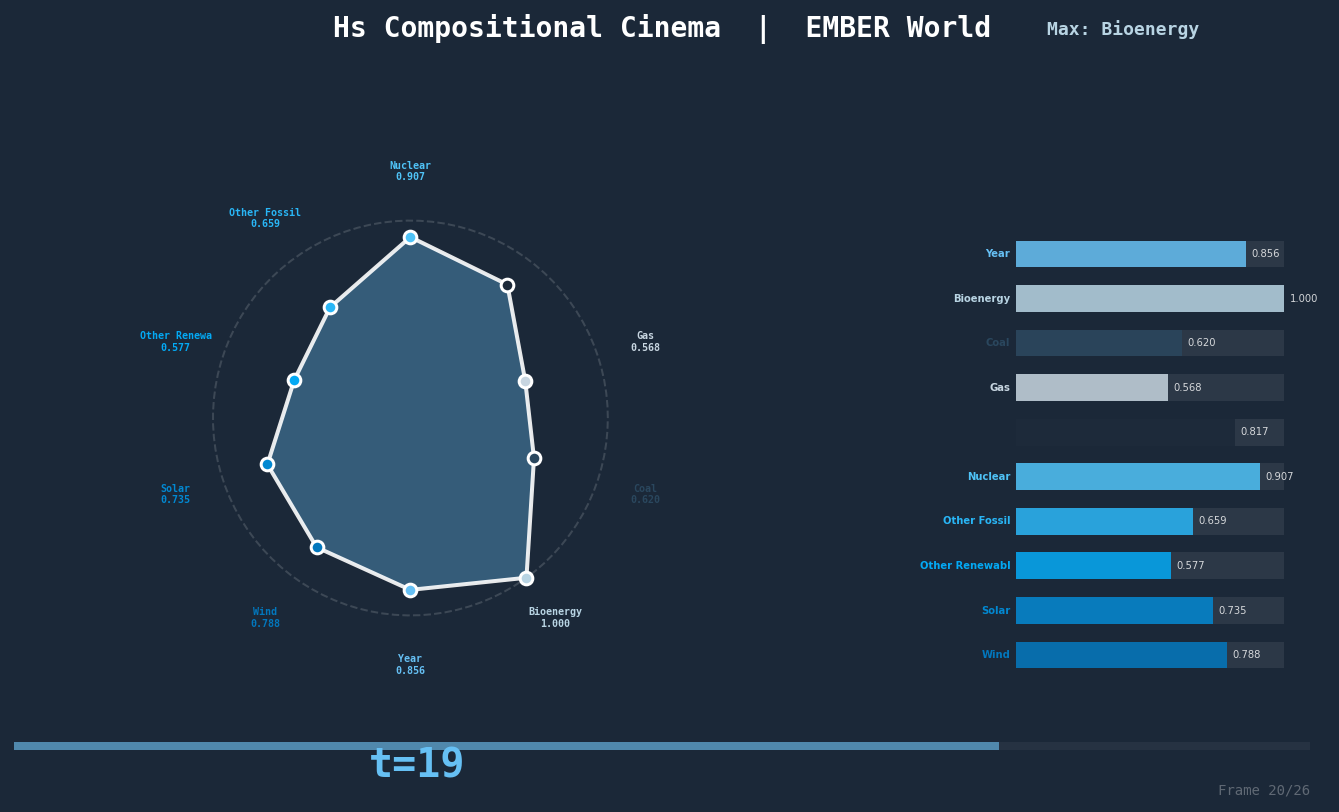 Hs Compositional Cinema | EMBER World
Max: Bioenergy
Nuclear
0.907
Other Fossil
0.659
Other Renewa
0.577
Gas
0.568
Solar
0.735
Coal
0.620
Wind
0.788
Bioenergy
1.000
Year
0.856
Year
0.856
Bioenergy
1.000
Coal
0.620
Gas
0.568
0.817
Nuclear
0.907
Other Fossil
0.659
Other Renewabl
0.577
Solar
0.735
Wind
0.788
t=19
Frame 20/26